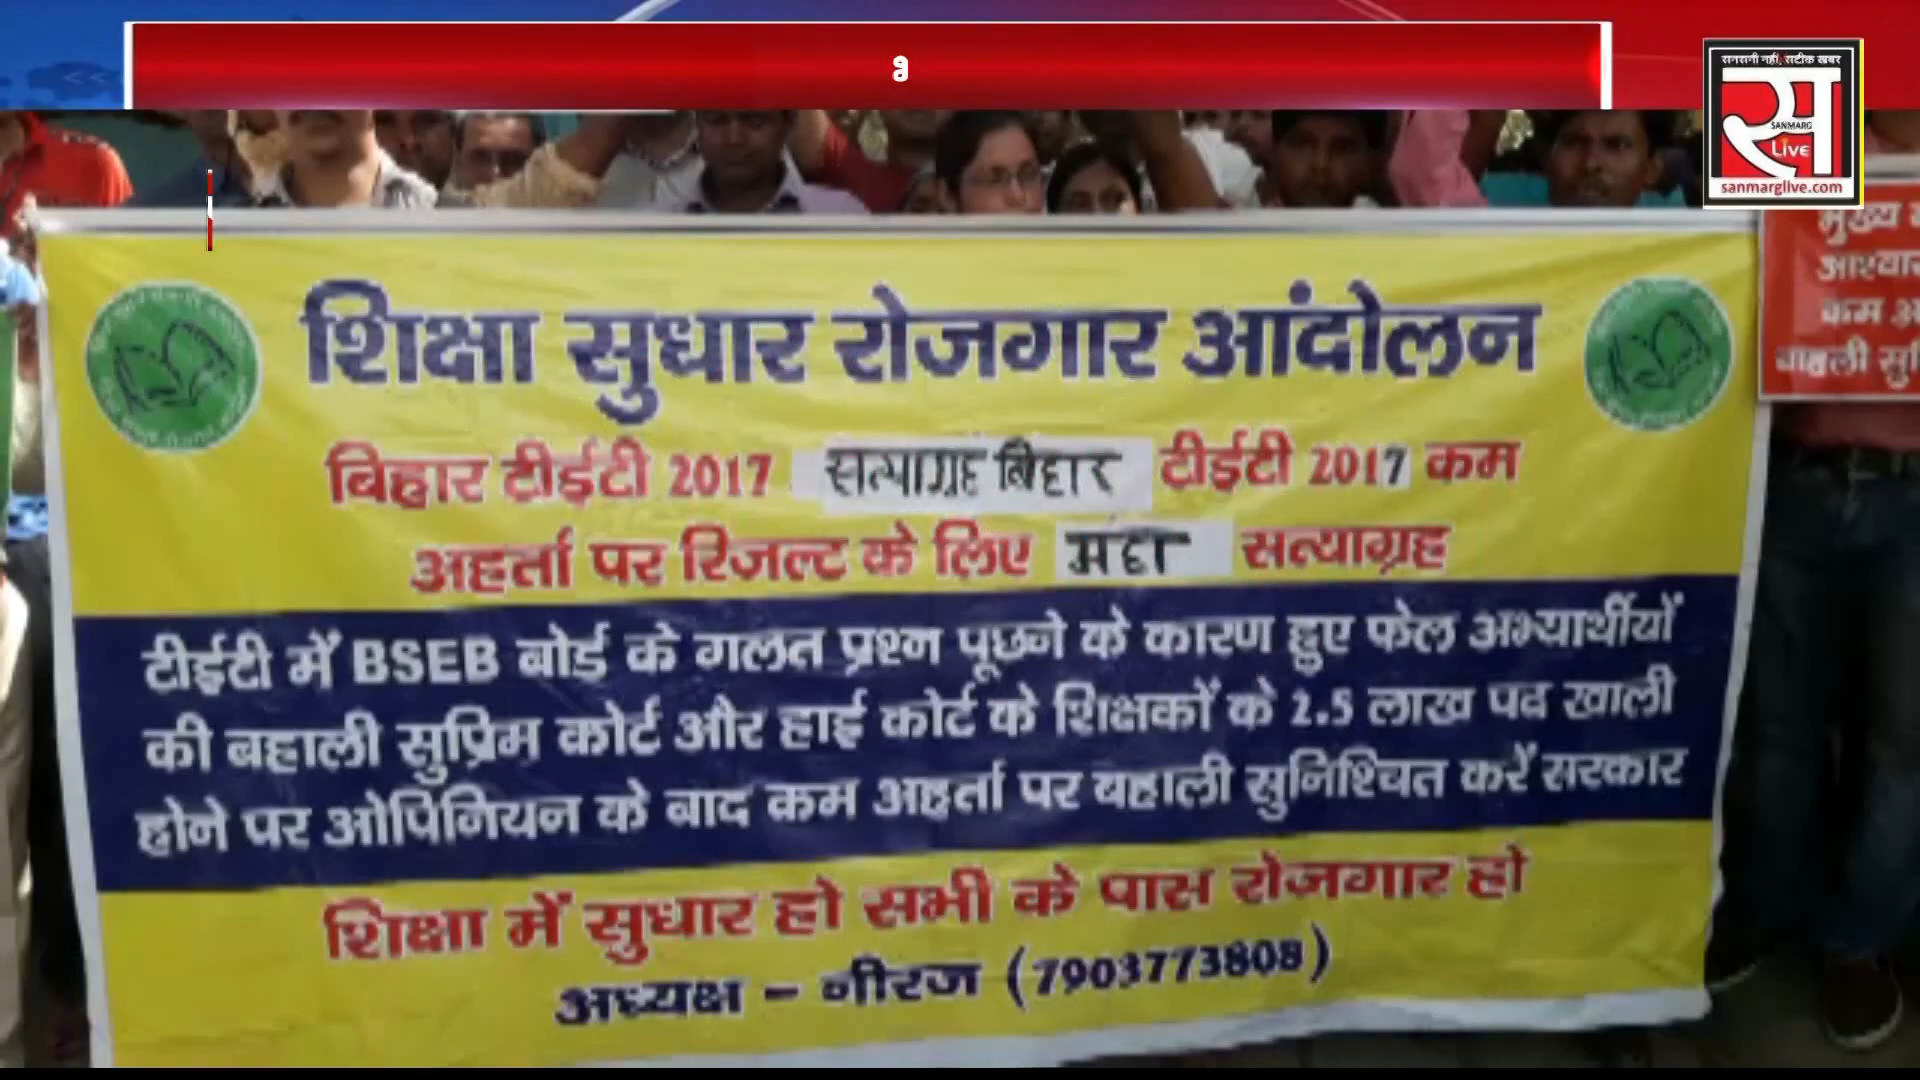 सनसनी नहीं, सटीक खबर
स
SANMARG
Live
sanmarglive.com
शिक्षा सुधार रोजगार आंदोलन
बिहार टीईटी 2017 सत्याग्रह बिहार टीईटी 2017 कम
अहर्ता पर रिजल्ट के लिए महा सत्याग्रह
टीईटी में BSEB बोर्ड के गलत प्रश्न पूछने के कारण हुए फेल अभ्यार्थीयों
की बहाली सुप्रिम कोर्ट और हाई कोर्ट के शिक्षकों के 2.5 लाख पद खाली
होने पर ओपिनियन के बाद कम अहर्ता पर बहाली सुनिश्चित करें सरकार
शिक्षा में सुधार हो सभी के पास रोजगार हो
अध्यक्ष – नीरज (7903773808)
मुख्य
कम